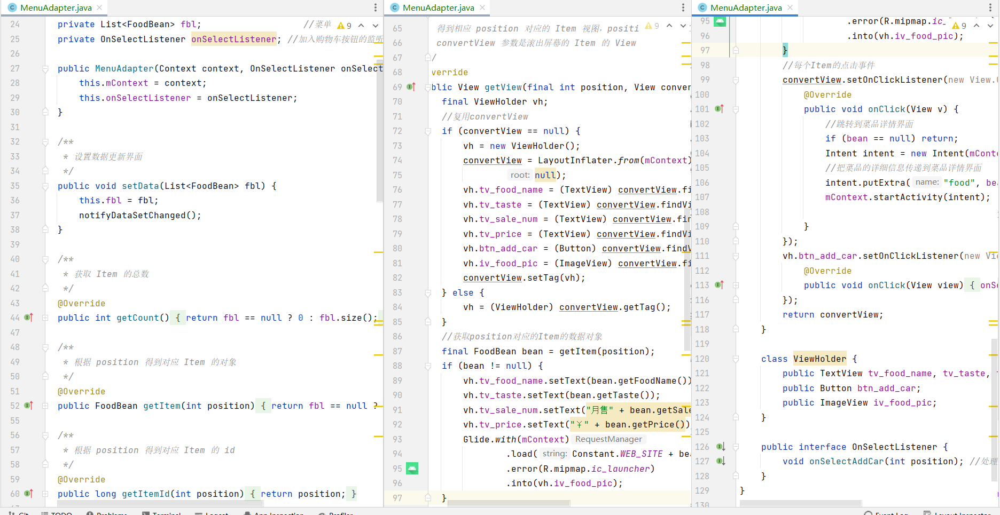 MenuAdapter.java
24 private List<FoodBean> fbl; //菜单 9
25 private OnSelectListener onSelectListener; //加入购物车按钮的监听
26
27 public MenuAdapter(Context context, OnSelectListener onSelect
28 this.mContext = context;
29 this.onSelectListener = onSelectListener;
30 }
31
32 /**
33 * 设置数据更新界面
34 */
35 public void setData(List<FoodBean> fbl) {
36 this.fbl = fbl;
37 notifyDataSetChanged();
38 }
39
40 /**
41 * 获取 Item 的总数
42 */
43 @Override
44 public int getCount() { return fbl == null ? 0 : fbl.size();
47
48 /**
49 * 根据 position 得到对应 Item 的对象
50 */
51 @Override
52 public FoodBean getItem(int position) { return fbl == null ?
55
56 /**
57 * 根据 position 得到对应 Item 的 id
58 */
59 @Override
60 public long getItemId(int position) { return position; }
MenuAdapter.java
65 得到相应 position 对应的 Item 视图，positi 9
66 convertView 参数是滚出屏幕的 Item 的 View
67 /
68 verride
69 blic View getView(final int position, View conver
70 final ViewHolder vh;
71 //复用convertView
72 if (convertView == null) {
73 vh = new ViewHolder();
74 convertView = LayoutInflater.from(mContext)
75 root: null);
76 vh.tv_food_name = (TextView) convertView.fi
77 vh.tv_taste = (TextView) convertView.findVi
78 vh.tv_sale_num = (TextView) convertView.fin
79 vh.tv_price = (TextView) convertView.findVi
80 vh.btn_add_car = (Button) convertView.findV
81 vh.iv_food_pic = (ImageView) convertView.fi
82 convertView.setTag(vh);
83 } else {
84 vh = (ViewHolder) convertView.getTag();
85 }
86 //获取position对应的Item的数据对象
87 final FoodBean bean = getItem(position);
88 if (bean != null) {
89 vh.tv_food_name.setText(bean.getFoodName())
90 vh.tv_taste.setText(bean.getTaste());
91 vh.tv_sale_num.setText("月售" + bean.getSale
92 vh.tv_price.setText("￥" + bean.getPrice())
93 Glide.with(mContext) RequestManager
94 .load( string: Constant.WEB_SITE + bea
95 .error(R.mipmap.ic_launcher)
96 .into(vh.iv_food_pic);
97 }
MenuAdapter.java
95 .error(R.mipmap.ic_ 9
96 .into(vh.iv_food_pic);
97 }
98 //每个Item的点击事件
99 convertView.setOnClickListener(new View.
100 @Override
101 public void onClick(View v) {
102 //跳转到菜品详情界面
103 if (bean == null) return;
104 Intent intent = new Intent(mConte
105 //把菜品的详细信息传递到菜品详情界面
106 intent.putExtra( name: "food", bea
107 mContext.startActivity(intent);
108
109 }
110 });
111 vh.btn_add_car.setOnClickListener(new Vie
112 @Override
113 public void onClick(View view) { onSe
116 });
117 return convertView;
118 }
119
120 class ViewHolder {
121 public TextView tv_food_name, tv_taste,
122 public Button btn_add_car;
123 public ImageView iv_food_pic;
124 }
125
126 public interface OnSelectListener {
127 void onSelectAddCar(int position); //处理
128 }
129 }
130
Git TODO Problems Terminal Logcat App Inspection Profiler Event Log Layout Inspector